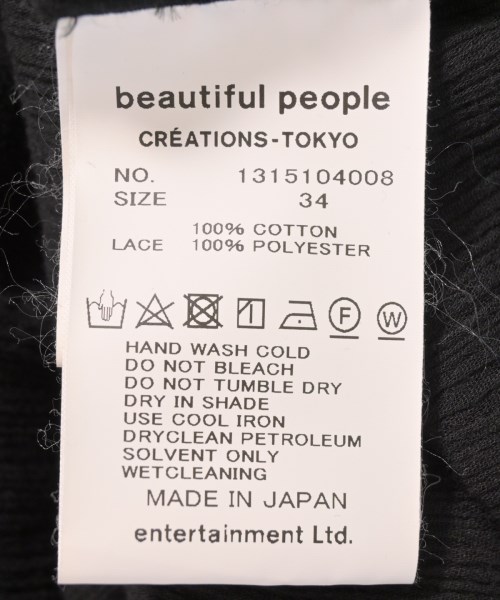 beautiful people
CRÉATIONS-TOKYO
NO. 1315104008
SIZE 34
100% COTTON
LACE 100% POLYESTER
F W
HAND WASH COLD
DO NOT BLEACH
DO NOT TUMBLE DRY
DRY IN SHADE
USE COOL IRON
DRYCLEAN PETROLEUM
SOLVENT ONLY
WETCLEANING
MADE IN JAPAN
entertainment Ltd.